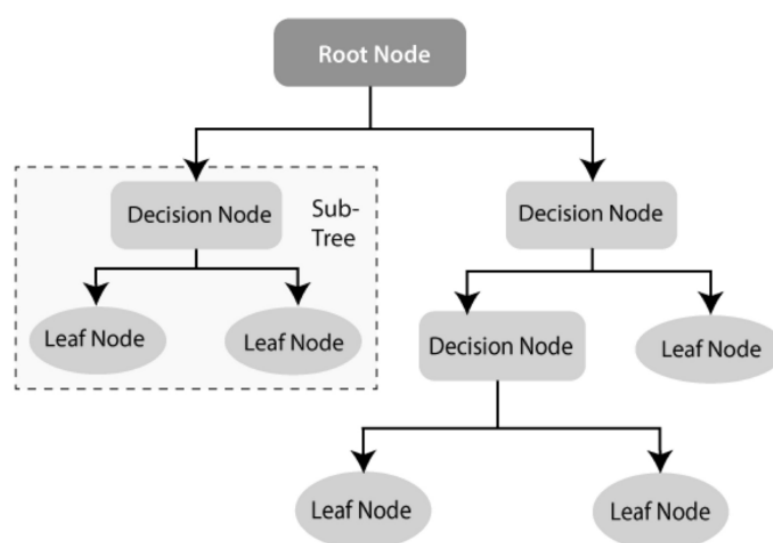 Root Node
Decision Node
Sub-
Tree
Decision Node
Leaf Node
Leaf Node
Decision Node
Leaf Node
Leaf Node
Leaf Node